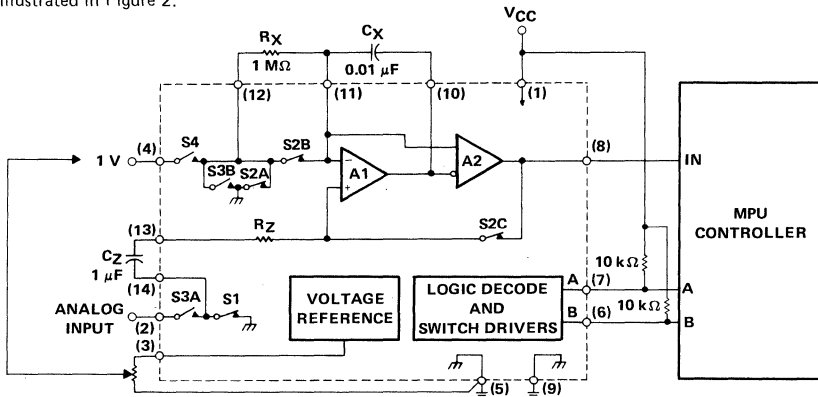 illustrated in Figure 2.
VCC
RX
1 MΩ
CX
0.01 μF
(12)
(11)
(10)
(1)
1 V
(4)
S4
S3B
S2A
S2B
A1
−
+
A2
(8)
IN
MPU
CONTROLLER
(13)
RZ
S2C
CZ
1 μF
(14)
10 kΩ
ANALOG
INPUT
(2)
S3A
S1
VOLTAGE
REFERENCE
LOGIC DECODE
AND
SWITCH DRIVERS
A
(7)
A
10 kΩ
B
(6)
B
(3)
(5)
(9)